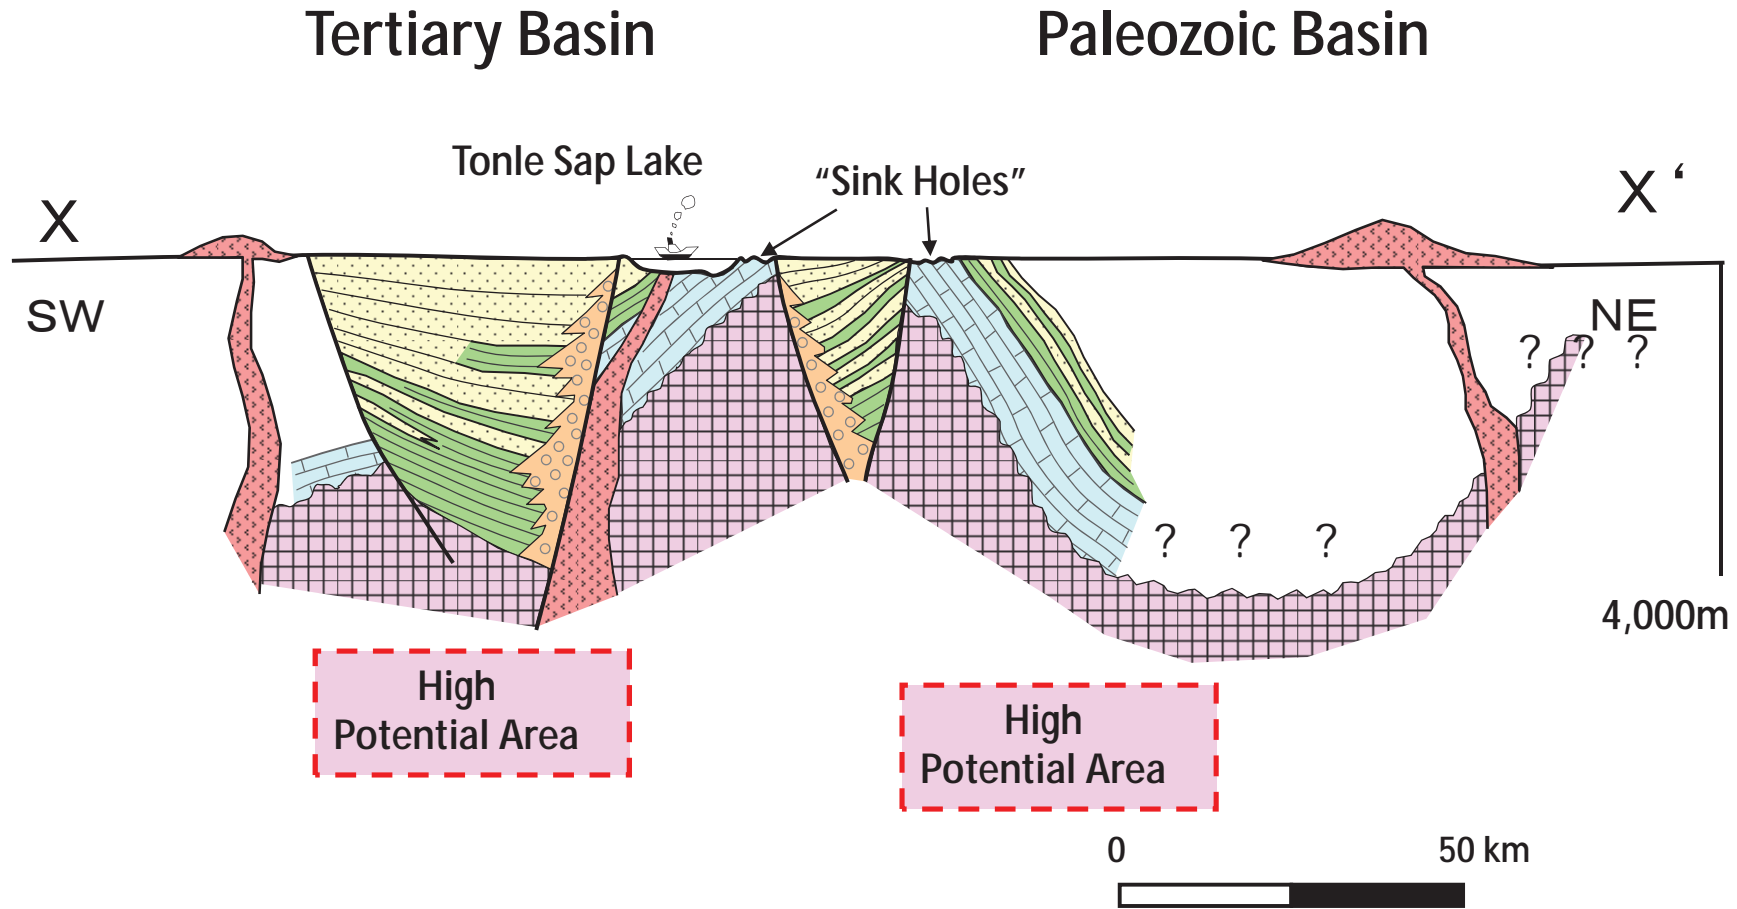 Tertiary Basin
Paleozoic Basin
Tonle Sap Lake
“Sink Holes”
X
X ‘
SW
NE
? ? ?
? ? ?
4,000m
High
Potential Area
High
Potential Area
0 50 km